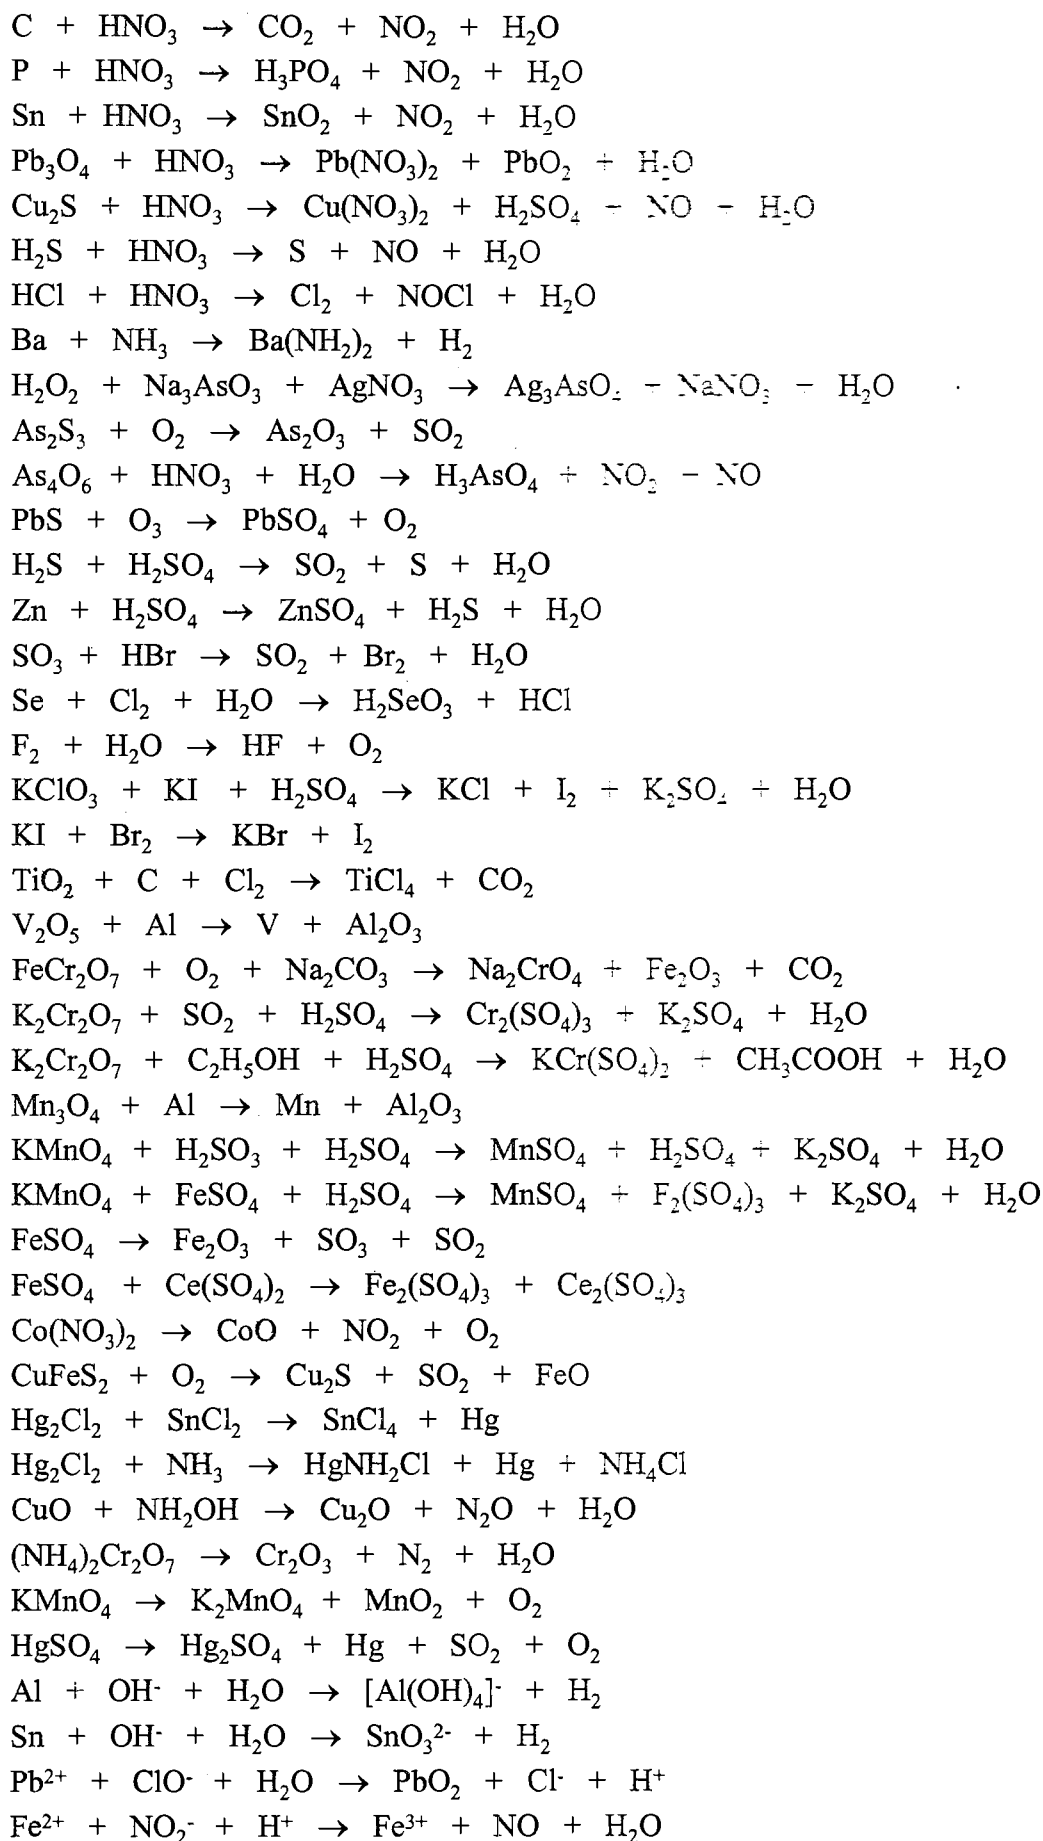 C + HNO₃ → CO₂ + NO₂ + H₂O
P + HNO₃ → H₃PO₄ + NO₂ + H₂O
Sn + HNO₃ → SnO₂ + NO₂ + H₂O
Pb₃O₄ + HNO₃ → Pb(NO₃)₂ + PbO₂ + H₂O
Cu₂S + HNO₃ → Cu(NO₃)₂ + H₂SO₄ + NO + H₂O
H₂S + HNO₃ → S + NO + H₂O
HCl + HNO₃ → Cl₂ + NOCl + H₂O
Ba + NH₃ → Ba(NH₂)₂ + H₂
H₂O₂ + Na₃AsO₃ + AgNO₃ → Ag₃AsO₄ + NaNO₃ + H₂O
As₂S₃ + O₂ → As₂O₃ + SO₂
As₄O₆ + HNO₃ + H₂O → H₃AsO₄ + NO₂ + NO
PbS + O₃ → PbSO₄ + O₂
H₂S + H₂SO₄ → SO₂ + S + H₂O
Zn + H₂SO₄ → ZnSO₄ + H₂S + H₂O
SO₃ + HBr → SO₂ + Br₂ + H₂O
Se + Cl₂ + H₂O → H₂SeO₃ + HCl
F₂ + H₂O → HF + O₂
KClO₃ + KI + H₂SO₄ → KCl + I₂ + K₂SO₄ + H₂O
KI + Br₂ → KBr + I₂
TiO₂ + C + Cl₂ → TiCl₄ + CO₂
V₂O₅ + Al → V + Al₂O₃
FeCr₂O₇ + O₂ + Na₂CO₃ → Na₂CrO₄ + Fe₂O₃ + CO₂
K₂Cr₂O₇ + SO₂ + H₂SO₄ → Cr₂(SO₄)₃ + K₂SO₄ + H₂O
K₂Cr₂O₇ + C₂H₅OH + H₂SO₄ → KCr(SO₄)₂ + CH₃COOH + H₂O
Mn₃O₄ + Al → Mn + Al₂O₃
KMnO₄ + H₂SO₃ + H₂SO₄ → MnSO₄ + H₂SO₄ + K₂SO₄ + H₂O
KMnO₄ + FeSO₄ + H₂SO₄ → MnSO₄ + F₂(SO₄)₃ + K₂SO₄ + H₂O
FeSO₄ → Fe₂O₃ + SO₃ + SO₂
FeSO₄ + Ce(SO₄)₂ → Fe₂(SO₄)₃ + Ce₂(SO₄)₃
Co(NO₃)₂ → CoO + NO₂ + O₂
CuFeS₂ + O₂ → Cu₂S + SO₂ + FeO
Hg₂Cl₂ + SnCl₂ → SnCl₄ + Hg
Hg₂Cl₂ + NH₃ → HgNH₂Cl + Hg + NH₄Cl
CuO + NH₂OH → Cu₂O + N₂O + H₂O
(NH₄)₂Cr₂O₇ → Cr₂O₃ + N₂ + H₂O
KMnO₄ → K₂MnO₄ + MnO₂ + O₂
HgSO₄ → Hg₂SO₄ + Hg + SO₂ + O₂
Al + OH⁻ + H₂O → [Al(OH)₄]⁻ + H₂
Sn + OH⁻ + H₂O → SnO₃²⁻ + H₂
Pb²⁺ + ClO⁻ + H₂O → PbO₂ + Cl⁻ + H⁺
Fe²⁺ + NO₂⁻ + H⁺ → Fe³⁺ + NO + H₂O